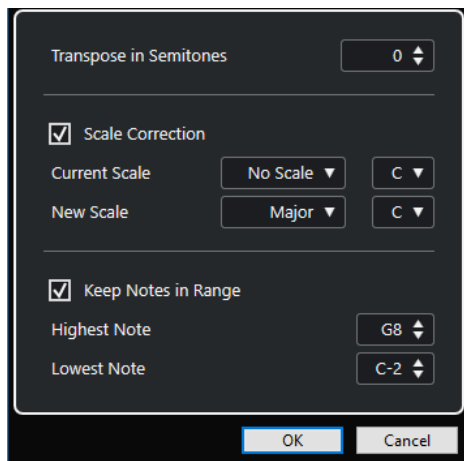 Transpose in Semitones 0
Scale Correction
Current Scale No Scale C
New Scale Major C
Keep Notes in Range
Highest Note G8
Lowest Note C-2
OK Cancel